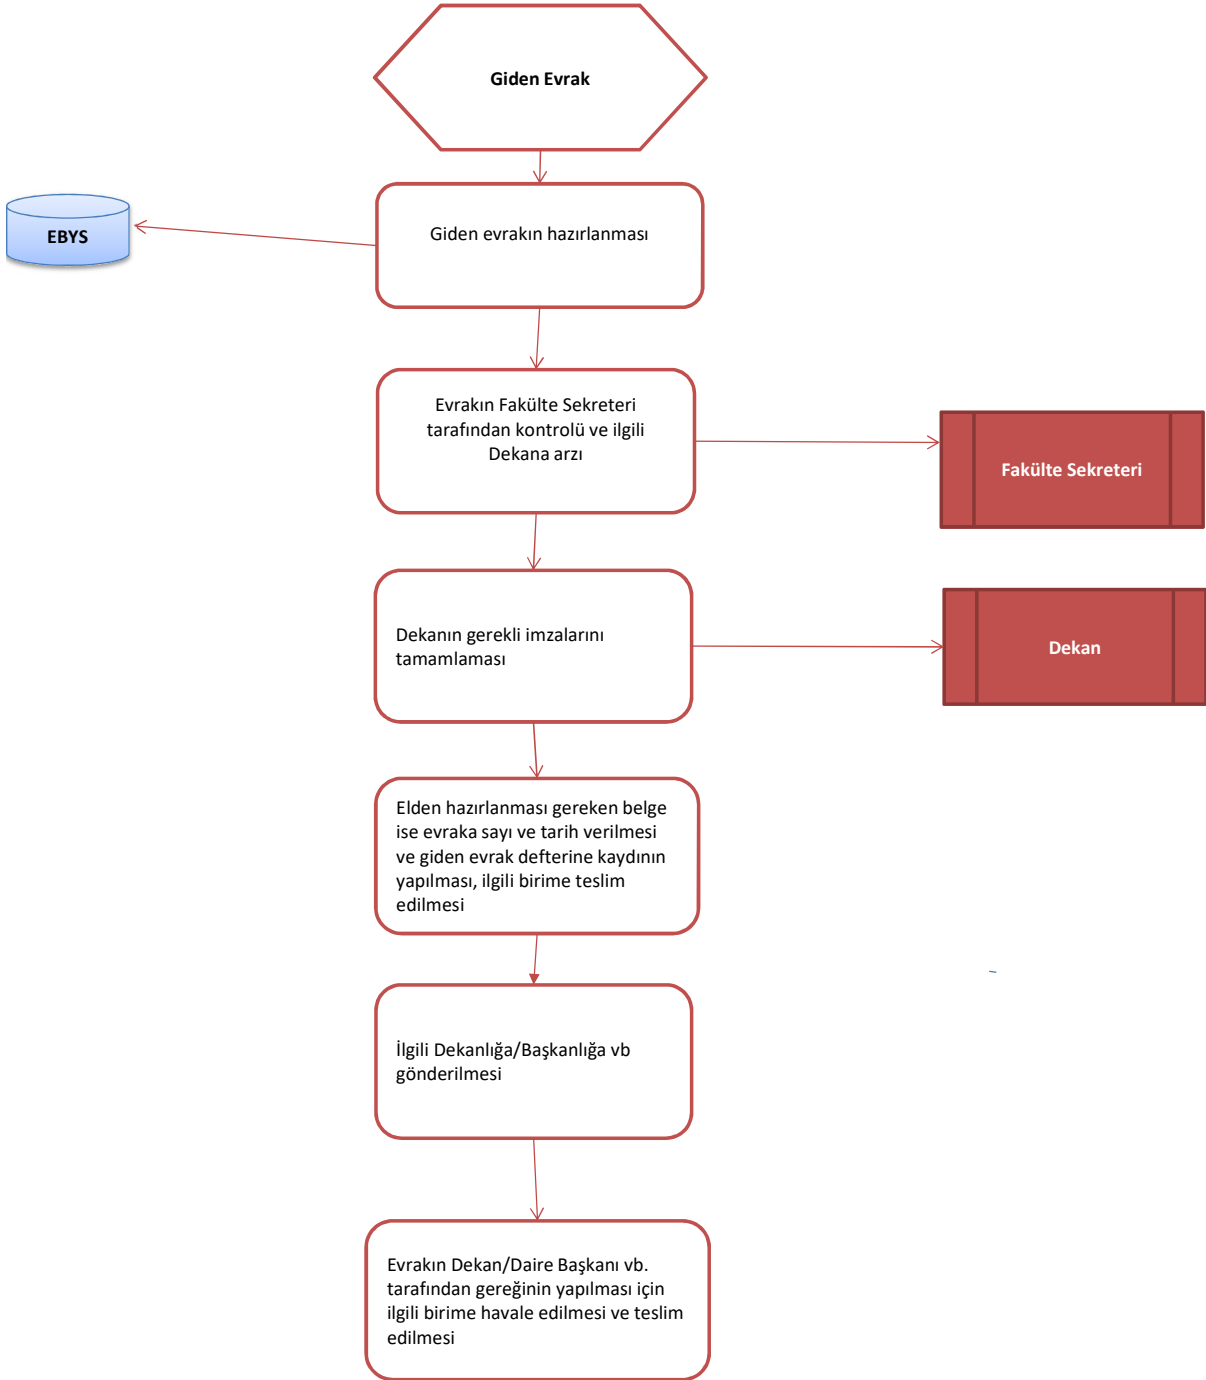 Giden Evrak
EBYS
Giden evrakın hazırlanması
Evrakın Fakülte Sekreteri
tarafından kontrolü ve ilgili
Dekana arzı
Fakülte Sekreteri
Dekanın gerekli imzalarını
tamamlaması
Dekan
Elden hazırlanması gereken belge
ise evraka sayı ve tarih verilmesi
ve giden evrak defterine kaydının
yapılması, ilgili birime teslim
edilmesi
İlgili Dekanlığa/Başkanlığa vb
gönderilmesi
Evrakın Dekan/Daire Başkanı vb.
tarafından gereğinin yapılması için
ilgili birime havale edilmesi ve teslim
edilmesi